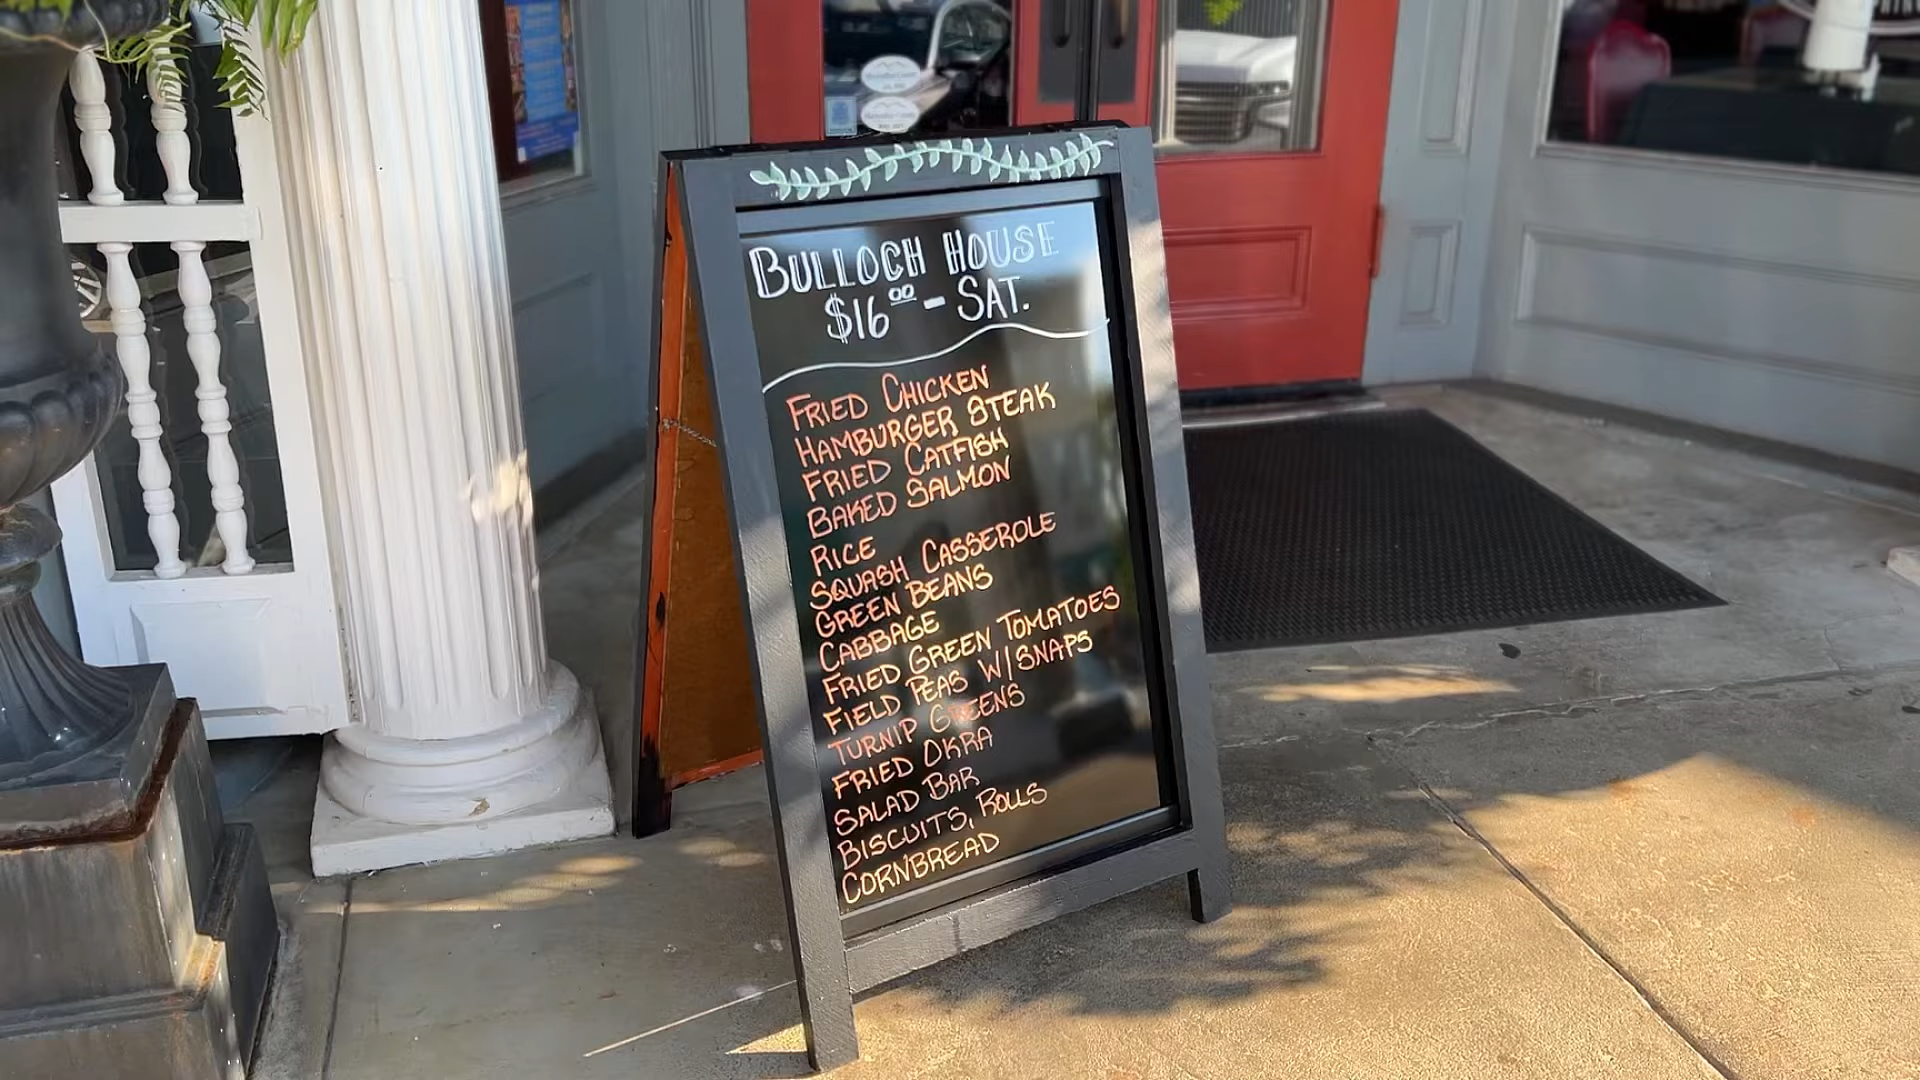 BULLOCH HOUSE
$16.00 - SAT.
FRIED CHICKEN
HAMBURGER STEAK
FRIED CATFISH
BAKED SALMON
RICE
SQUASH CASSEROLE
GREEN BEANS
CABBAGE
FRIED GREEN TOMATOES
FIELD PEAS W/SNAPS
TURNIP GREENS
FRIED OKRA
SALAD BAR
BISCUITS, ROLLS
CORNBREAD